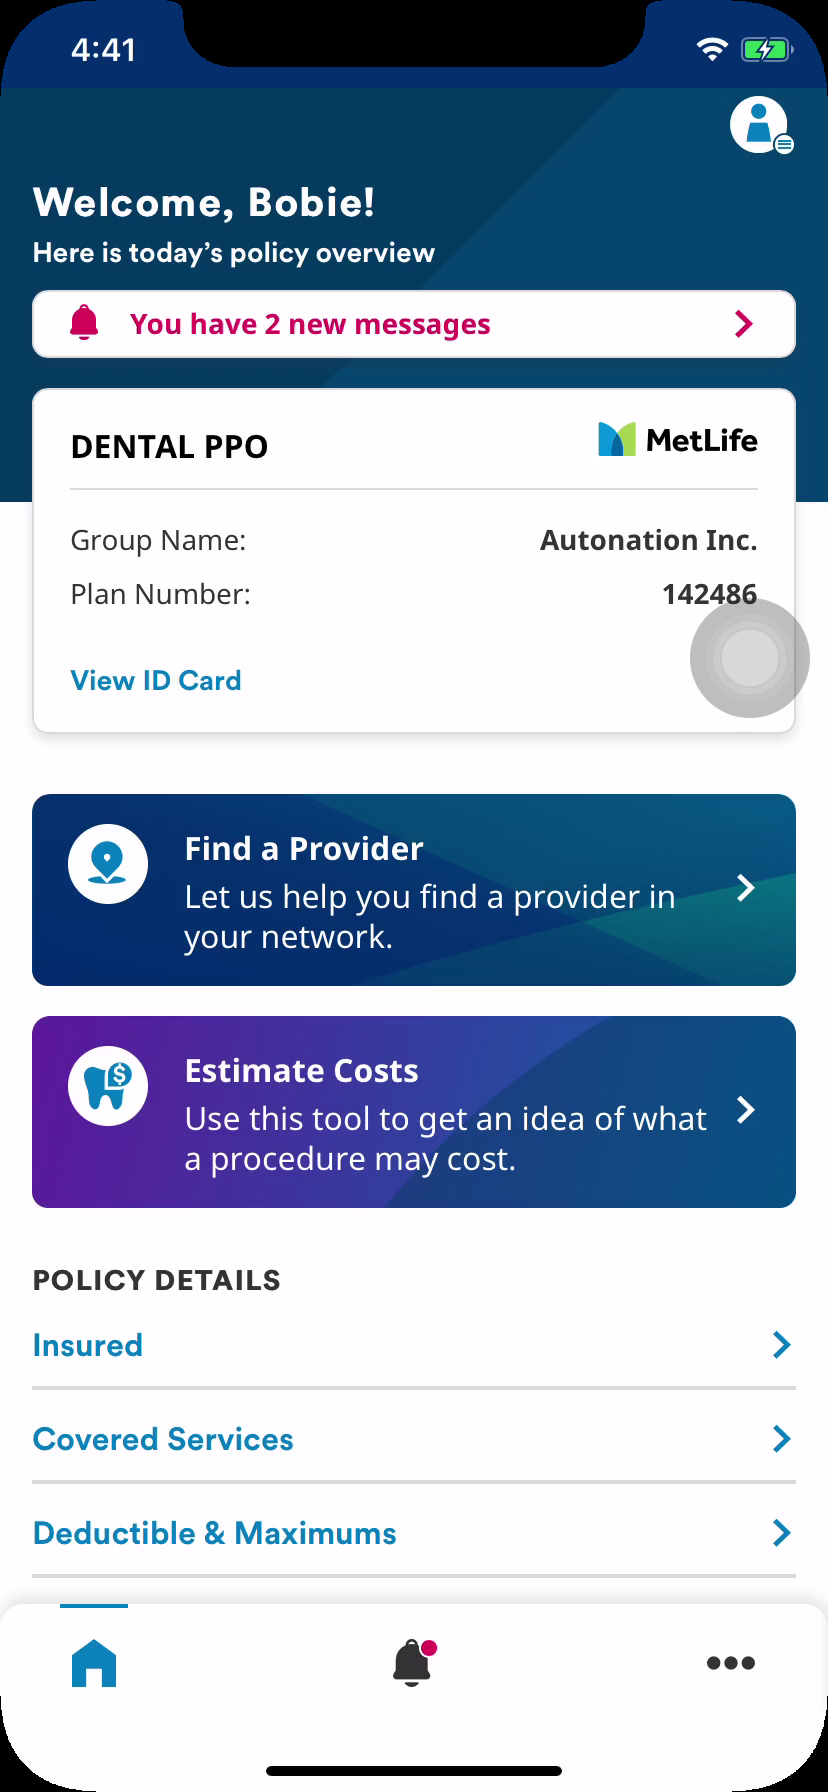 4:41
Welcome, Bobie!
Here is today’s policy overview
You have 2 new messages
DENTAL PPO
MetLife
Group Name:
Autonation Inc.
Plan Number:
142486
View ID Card
Find a Provider
Let us help you find a provider in
your network.
$
Estimate Costs
Use this tool to get an idea of what
a procedure may cost.
POLICY DETAILS
Insured
Covered Services
Deductible & Maximums